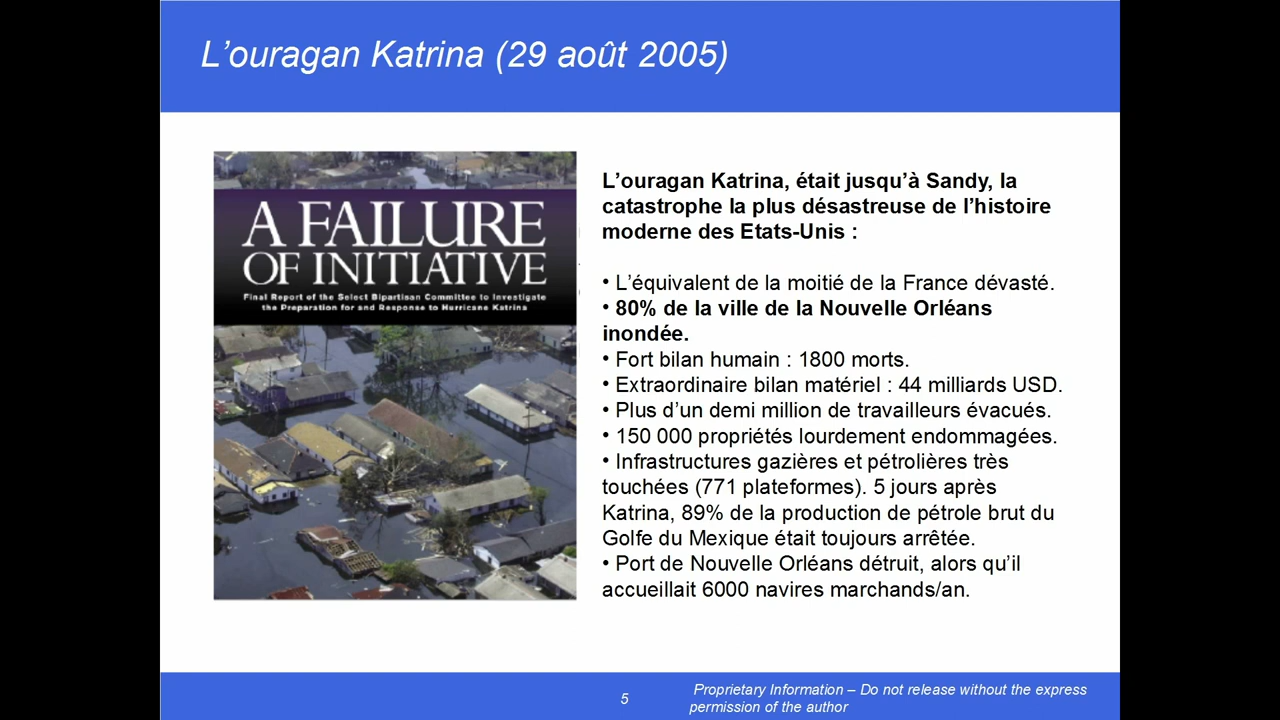 L’ouragan Katrina (29 août 2005)
A FAILURE
OF INITIATIVE
Final Report of the Select Bipartisan Committee to Investigate
the Preparation for and Response to Hurricane Katrina
L’ouragan Katrina, était jusqu’à Sandy, la
catastrophe la plus désastreuse de l’histoire
moderne des Etats-Unis :
• L’équivalent de la moitié de la France dévasté.
• 80% de la ville de la Nouvelle Orléans
inondée.
• Fort bilan humain : 1800 morts.
• Extraordinaire bilan matériel : 44 milliards USD.
• Plus d’un demi million de travailleurs évacués.
• 150 000 propriétés lourdement endommagées.
• Infrastructures gazières et pétrolières très
touchées (771 plateformes). 5 jours après
Katrina, 89% de la production de pétrole brut du
Golfe du Mexique était toujours arrêtée.
• Port de Nouvelle Orléans détruit, alors qu’il
accueillait 6000 navires marchands/an.
5
Proprietary Information – Do not release without the express
permission of the author